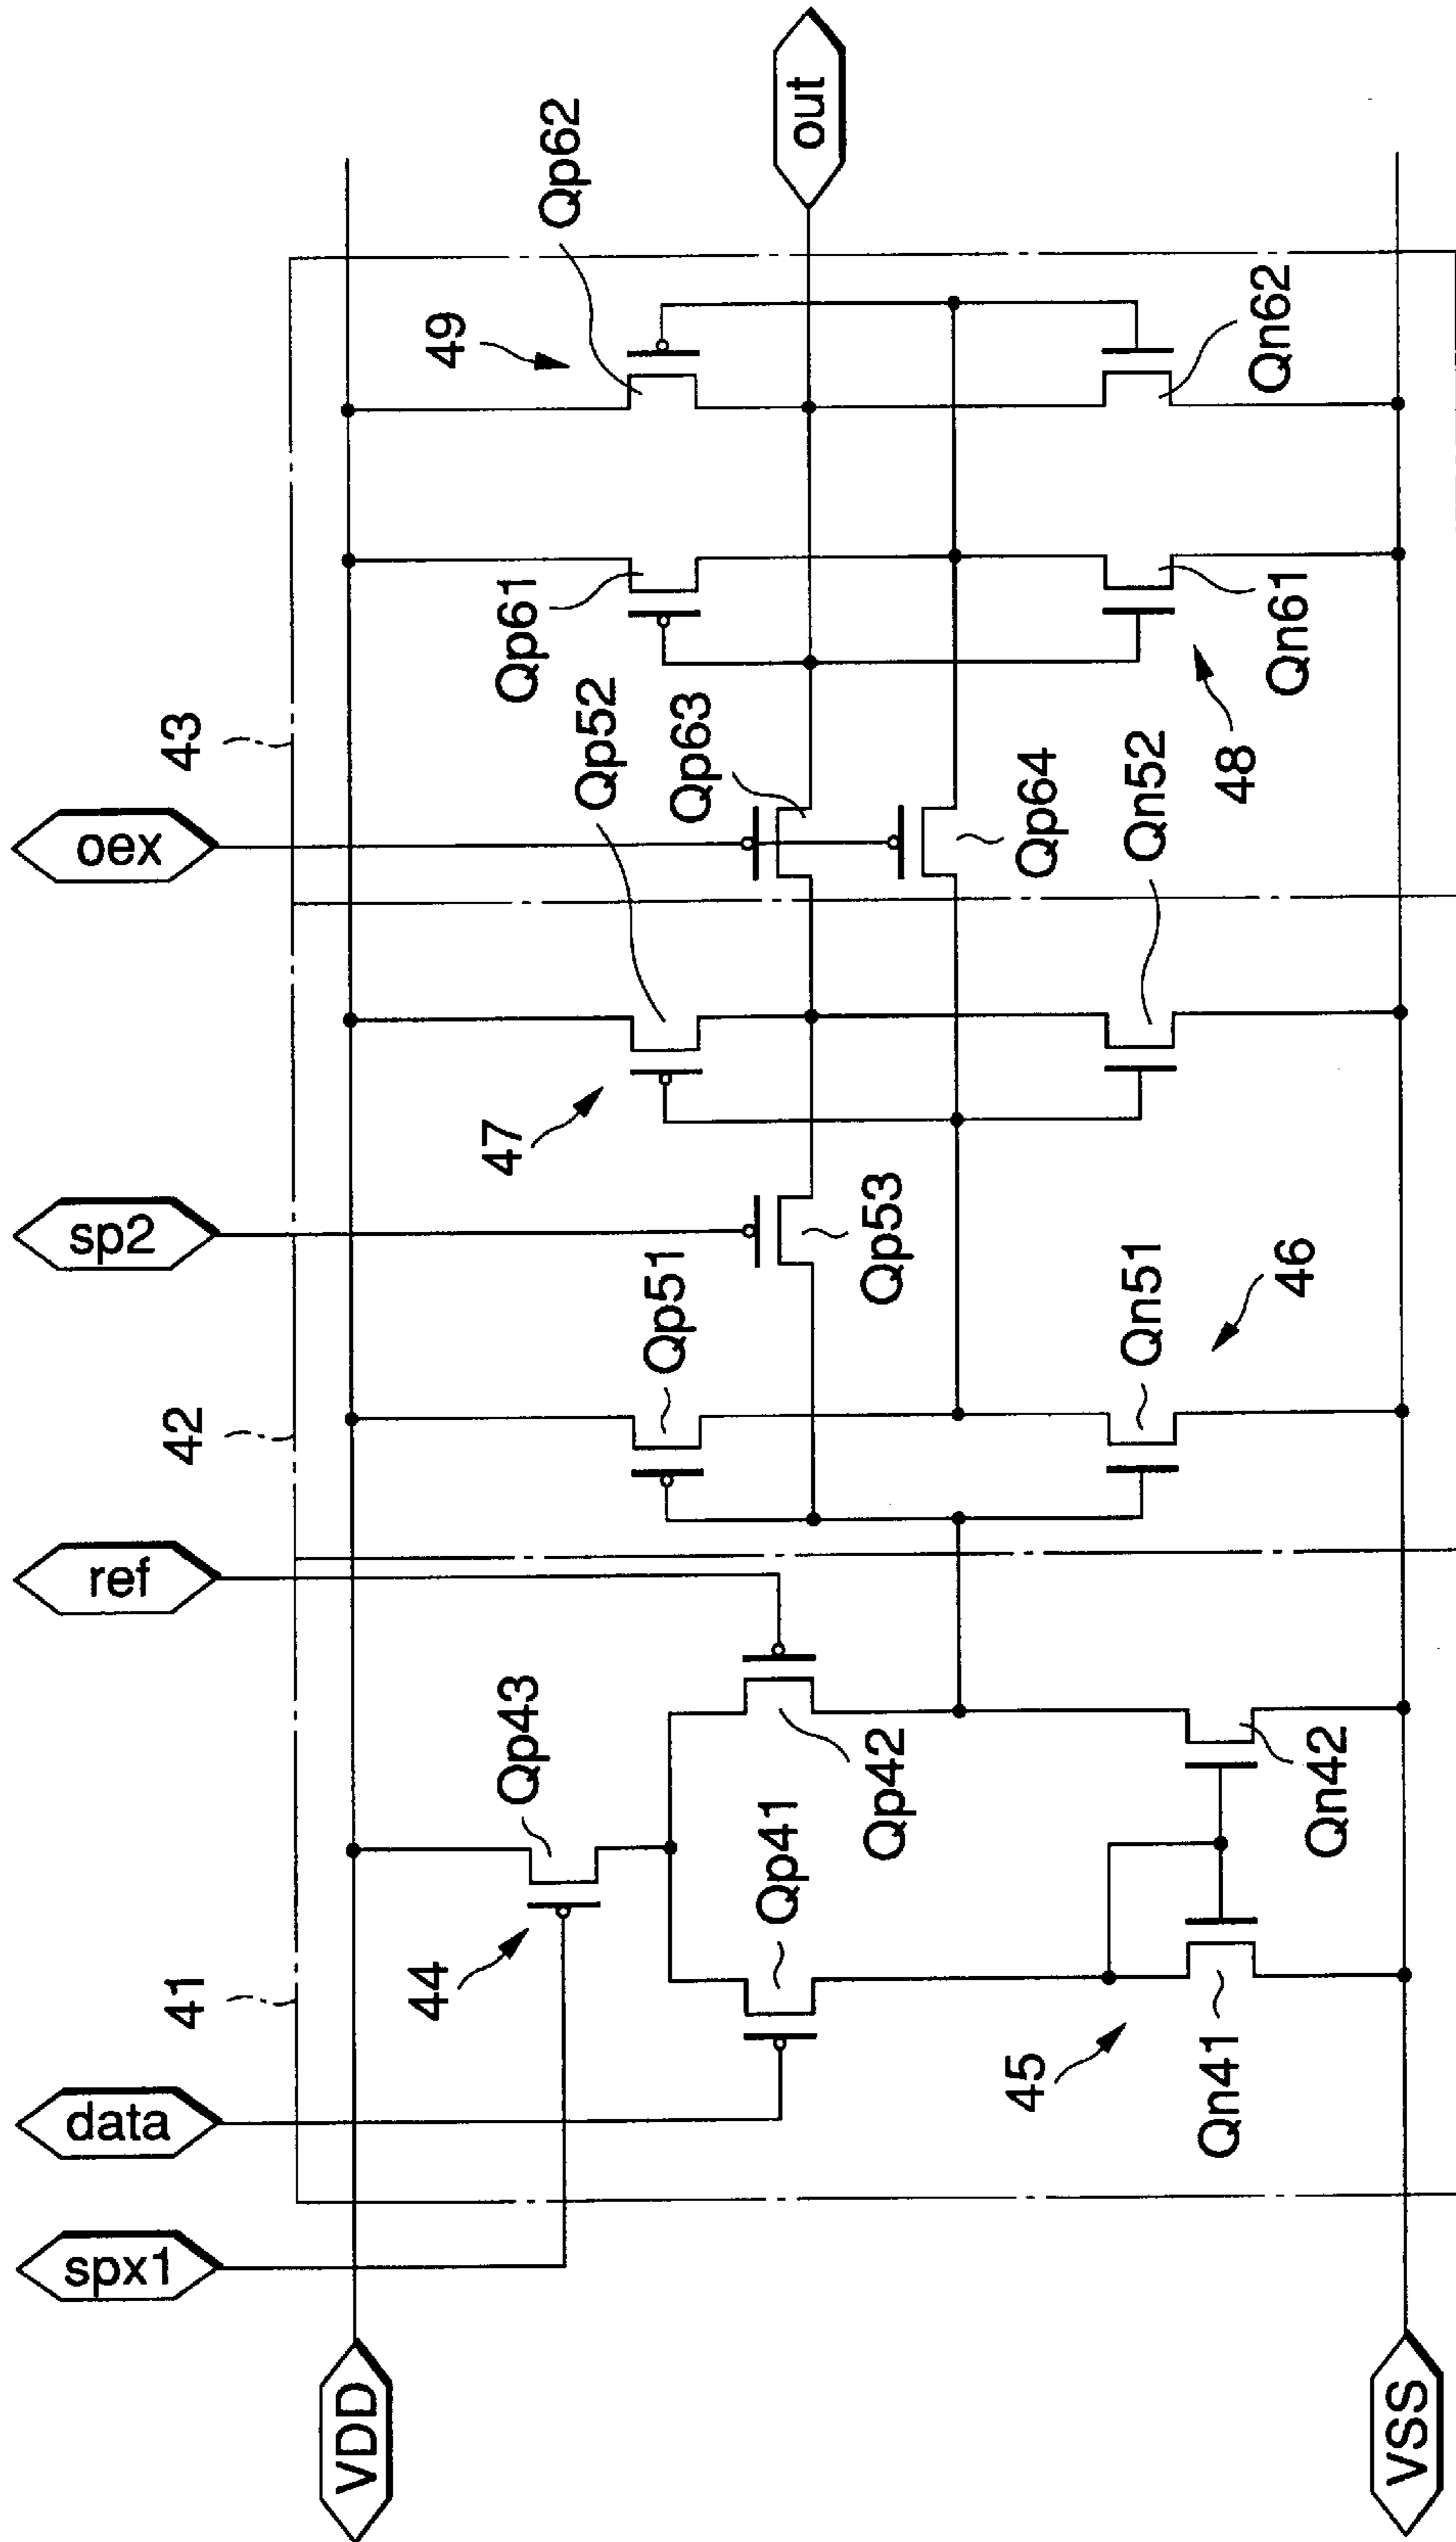 spx1
data
ref
sp2
oex
41
42
43
VDD
44
Qp43
Qp41
Qp42
45
Qn41
Qn42
VSS
Qp51
Qp53
Qn51
46
47
Qp52
Qn52
Qp63
Qp64
Qp61
Qn61
48
49
Qp62
Qn62
out